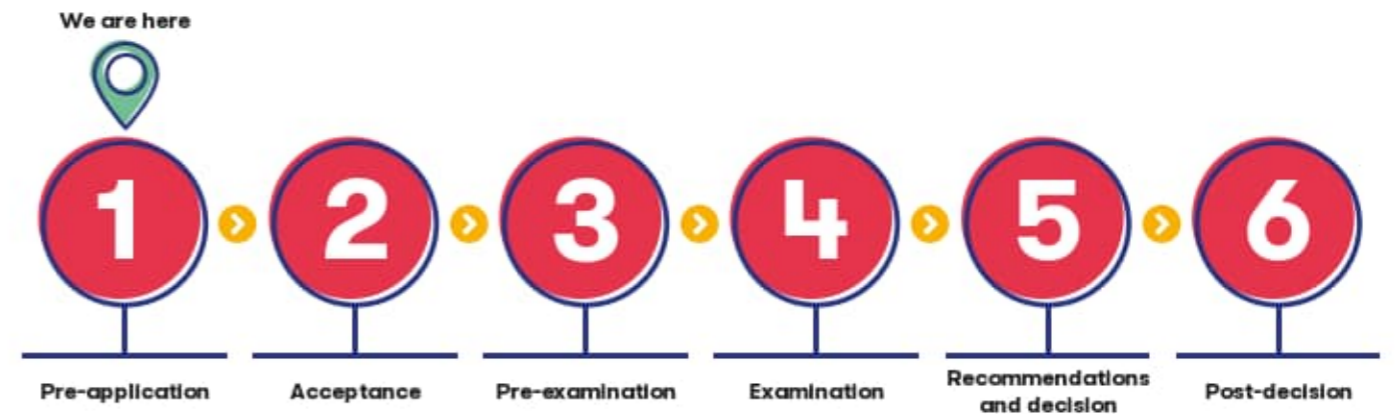 We are here
1
2
3
4
5
6
Pre-application
Acceptance
Pre-examination
Examination
Recommendations
and decision
Post-decision